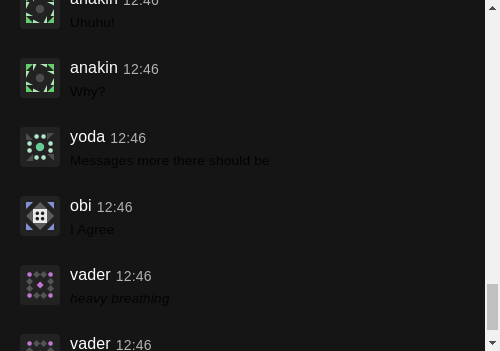 anakin 12:46
Uhuhu!
anakin 12:46
Why?
yoda 12:46
Messages more there should be
obi 12:46
I Agree
vader 12:46
heavy breathing
vader 12:46